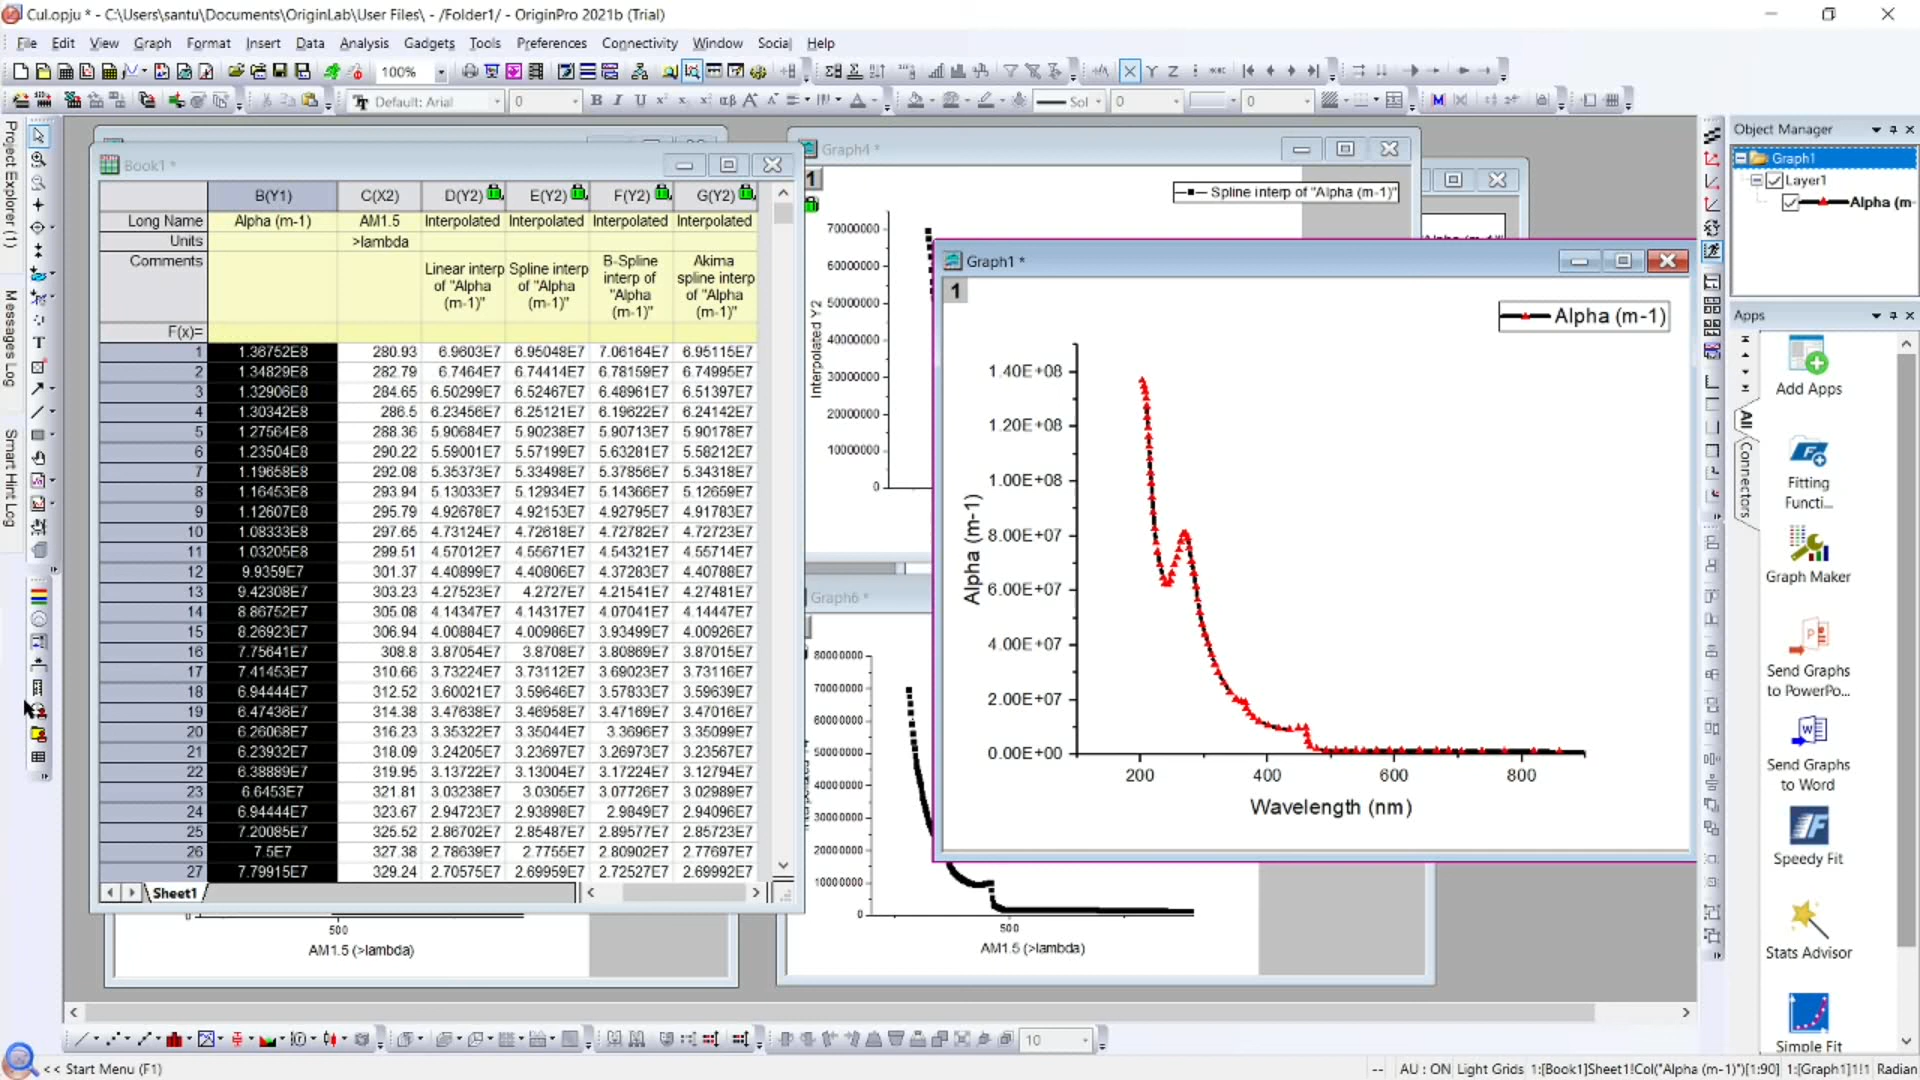 CuI.opju * - C:\Users\santu\Documents\OriginLab\User Files\ - /Folder1/ - OriginPro 2021b (Trial)
File Edit View Graph Format Insert Data Analysis Gadgets Tools Preferences Connectivity Window Social Help
100%
Default: Arial 0 B I U Sol 0 0
Project Explorer (1)
Messages Log
Smart Hint Log
Book1 *
B(Y1) C(X2) D(Y2) E(Y2) F(Y2) G(Y2)
Long Name Alpha (m-1) AM1.5 Interpolated Interpolated Interpolated Interpolated
Units >lambda
Comments Linear interp of "Alpha (m-1)" Spline interp of "Alpha (m-1)" B-Spline interp of "Alpha (m-1)" Akima spline interp of "Alpha (m-1)"
F(x)=
1 1.36752E8 280.93 6.9603E7 6.95048E7 7.06164E7 6.95115E7
2 1.34829E8 282.79 6.7464E7 6.74414E7 6.78159E7 6.74995E7
3 1.32906E8 284.65 6.50299E7 6.52467E7 6.48961E7 6.51397E7
4 1.30342E8 286.5 6.23456E7 6.25121E7 6.19622E7 6.24142E7
5 1.27564E8 288.36 5.90684E7 5.90238E7 5.90713E7 5.90178E7
6 1.23504E8 290.22 5.59001E7 5.57199E7 5.63281E7 5.58212E7
7 1.19658E8 292.08 5.35373E7 5.33498E7 5.37856E7 5.34318E7
8 1.16453E8 293.94 5.13033E7 5.12934E7 5.14366E7 5.12659E7
9 1.12607E8 295.79 4.92678E7 4.92153E7 4.92795E7 4.91783E7
10 1.08333E8 297.65 4.73124E7 4.72618E7 4.72782E7 4.72723E7
11 1.03205E8 299.51 4.57012E7 4.55671E7 4.54321E7 4.55714E7
12 9.9359E7 301.37 4.40899E7 4.40806E7 4.37283E7 4.40788E7
13 9.42308E7 303.23 4.27523E7 4.2727E7 4.21541E7 4.27481E7
14 8.86752E7 305.08 4.14347E7 4.14317E7 4.07041E7 4.14447E7
15 8.26923E7 306.94 4.00884E7 4.00986E7 3.93499E7 4.00926E7
16 7.75641E7 308.8 3.87054E7 3.8708E7 3.80869E7 3.87015E7
17 7.41453E7 310.66 3.73224E7 3.73112E7 3.69023E7 3.73116E7
18 6.94444E7 312.52 3.60021E7 3.59646E7 3.57833E7 3.59639E7
19 6.47436E7 314.38 3.47638E7 3.46958E7 3.47169E7 3.47016E7
20 6.26068E7 316.23 3.35322E7 3.35044E7 3.3696E7 3.35099E7
21 6.23932E7 318.09 3.24205E7 3.23697E7 3.26973E7 3.23567E7
22 6.38889E7 319.95 3.13722E7 3.13004E7 3.17224E7 3.12794E7
23 6.6453E7 321.81 3.03238E7 3.0305E7 3.07726E7 3.02989E7
24 6.94444E7 323.67 2.94723E7 2.93898E7 2.9849E7 2.94096E7
25 7.20085E7 325.52 2.86702E7 2.85487E7 2.89577E7 2.85723E7
26 7.5E7 327.38 2.78639E7 2.7755E7 2.80902E7 2.77697E7
27 7.79915E7 329.24 2.70575E7 2.69959E7 2.72527E7 2.69992E7
Sheet1
0
500
AM1.5 (>lambda)
Graph4 *
1
Spline interp of "Alpha (m-1)"
70000000
60000000
50000000
40000000
30000000
20000000
10000000
0
Interpolated Y2
Graph6 *
80000000
70000000
60000000
50000000
40000000
30000000
20000000
10000000
0
500
AM1.5 (>lambda)
Graph1 *
1
Alpha (m-1)
1.40E+08
1.20E+08
1.00E+08
8.00E+07
6.00E+07
4.00E+07
2.00E+07
0.00E+00
Alpha (m-1)
200 400 600 800
Wavelength (nm)
Object Manager
Graph1
Layer1
Alpha (m-
Apps
All
Connectors
Add Apps
Fitting Functi...
Graph Maker
Send Graphs to PowerPo...
Send Graphs to Word
Speedy Fit
Stats Advisor
Simple Fit
10
<< Start Menu (F1)
-- AU : ON Light Grids 1:[Book1]Sheet1!Col("Alpha (m-1)")[1:90] 1:[Graph1]1!1 Radian